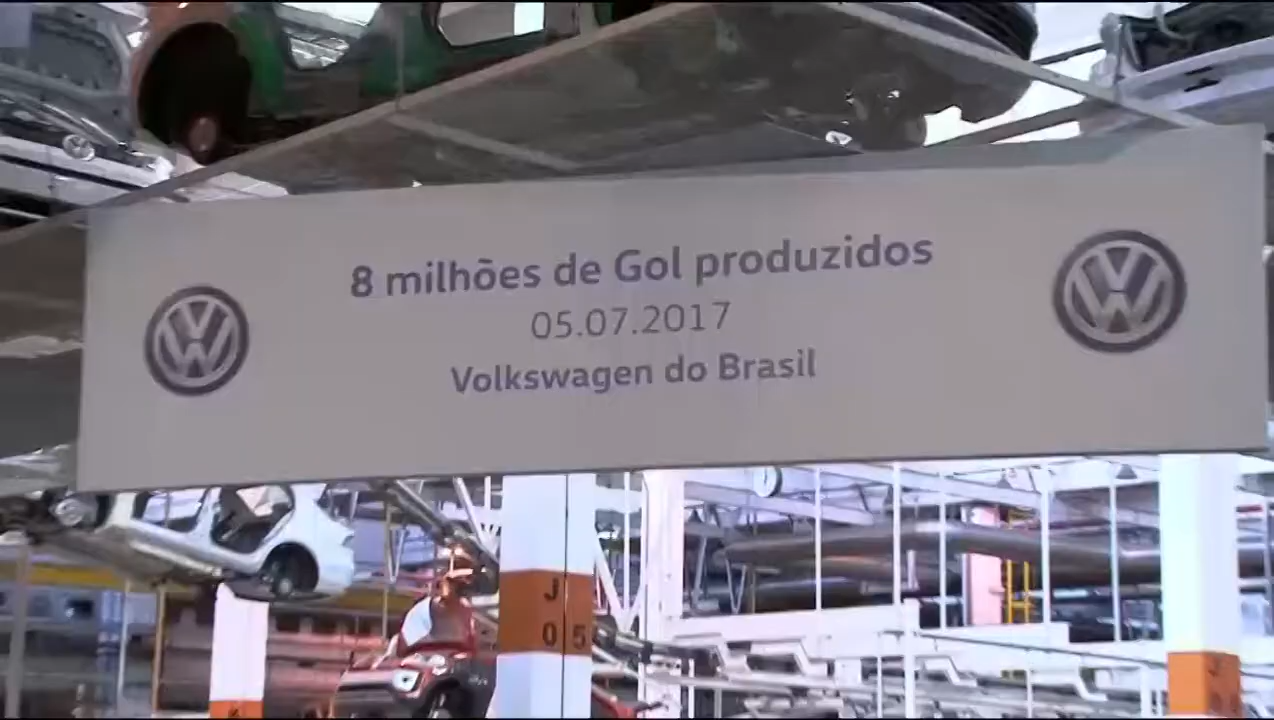 8 milhões de Gol produzidos
05.07.2017
Volkswagen do Brasil
J
05